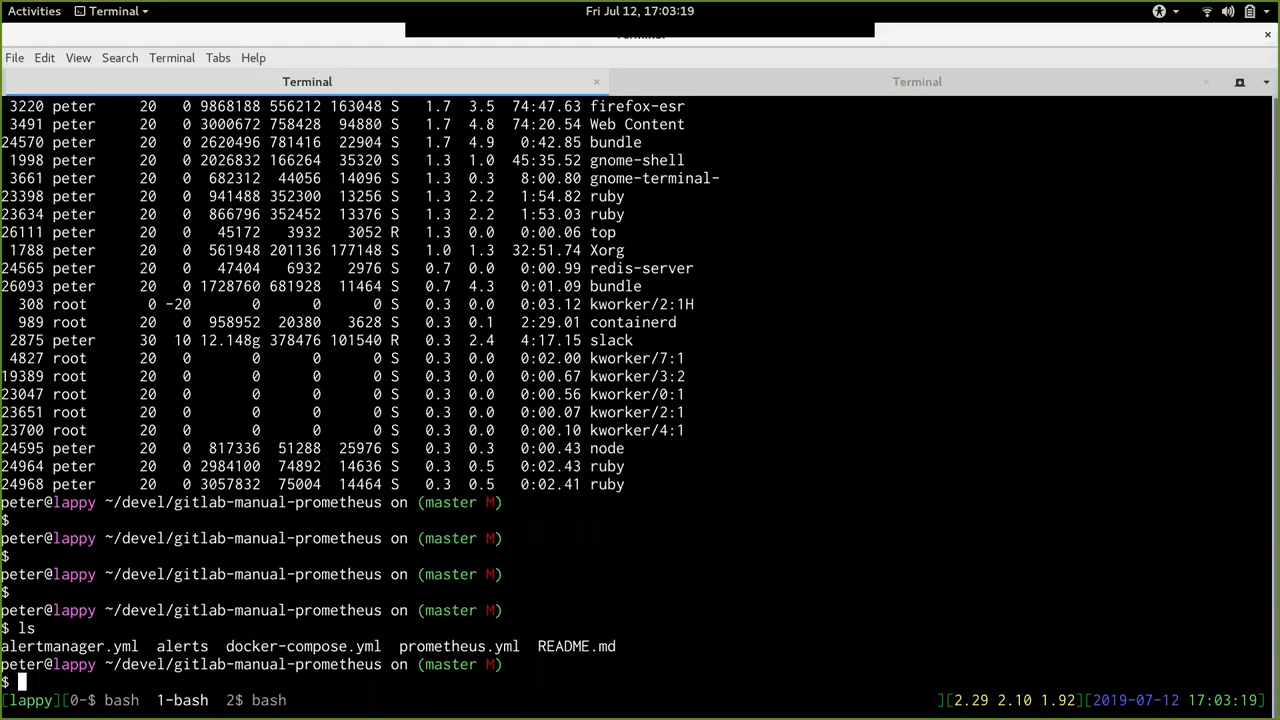 Activities Terminal Fri Jul 12, 17:03:19
File Edit View Search Terminal Tabs Help
Terminal × Terminal ×
3220 peter 20 0 9868188 556212 163048 S 1.7 3.5 74:47.63 firefox-esr
3491 peter 20 0 3000672 758428 94880 S 1.7 4.8 74:20.54 Web Content
24570 peter 20 0 2620496 781416 22904 S 1.7 4.9 0:42.85 bundle
1998 peter 20 0 2026832 166264 35320 S 1.3 1.0 45:35.52 gnome-shell
3661 peter 20 0 682312 44056 14096 S 1.3 0.3 8:00.80 gnome-terminal-
23398 peter 20 0 941488 352300 13256 S 1.3 2.2 1:54.82 ruby
23634 peter 20 0 866796 352452 13376 S 1.3 2.2 1:53.03 ruby
26111 peter 20 0 45172 3932 3052 R 1.3 0.0 0:00.06 top
1788 peter 20 0 561948 201136 177148 S 1.0 1.3 32:51.74 Xorg
24565 peter 20 0 47404 6932 2976 S 0.7 0.0 0:00.99 redis-server
26093 peter 20 0 1728760 681928 11464 S 0.7 4.3 0:01.09 bundle
308 root 0 -20 0 0 0 S 0.3 0.0 0:03.12 kworker/2:1H
989 root 20 0 958952 20380 3628 S 0.3 0.1 2:29.01 containerd
2875 peter 30 10 12.148g 378476 101540 R 0.3 2.4 4:17.15 slack
4827 root 20 0 0 0 0 S 0.3 0.0 0:02.00 kworker/7:1
19389 root 20 0 0 0 0 S 0.3 0.0 0:00.67 kworker/3:2
23047 root 20 0 0 0 0 S 0.3 0.0 0:00.56 kworker/0:1
23651 root 20 0 0 0 0 S 0.3 0.0 0:00.07 kworker/2:1
23700 root 20 0 0 0 0 S 0.3 0.0 0:00.10 kworker/4:1
24595 peter 20 0 817336 51288 25976 S 0.3 0.3 0:00.43 node
24964 peter 20 0 2984100 74892 14636 S 0.3 0.5 0:02.43 ruby
24968 peter 20 0 3057832 75004 14464 S 0.3 0.5 0:02.41 ruby
peter@lappy ~/devel/gitlab-manual-prometheus on (master M)
$
peter@lappy ~/devel/gitlab-manual-prometheus on (master M)
$
peter@lappy ~/devel/gitlab-manual-prometheus on (master M)
$
peter@lappy ~/devel/gitlab-manual-prometheus on (master M)
$ ls
alertmanager.yml alerts docker-compose.yml prometheus.yml README.md
peter@lappy ~/devel/gitlab-manual-prometheus on (master M)
$
[lappy][0-$ bash 1-bash 2$ bash ][2.29 2.10 1.92][2019-07-12 17:03:19]